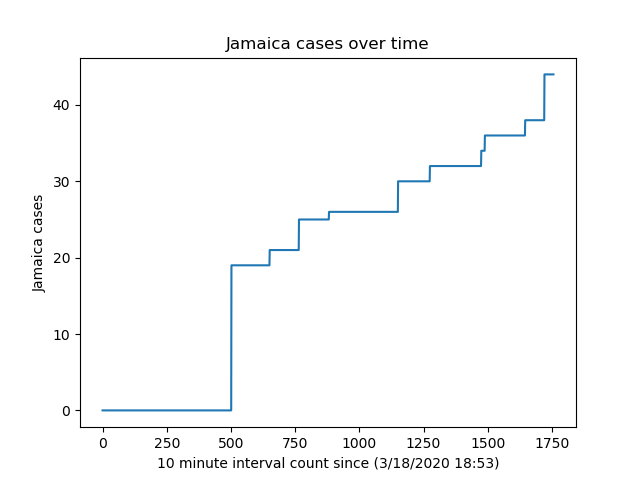 Jamaica cases over time
Jamaica cases
40
30
20
10
0
0 250 500 750 1000 1250 1500 1750
10 minute interval count since (3/18/2020 18:53)